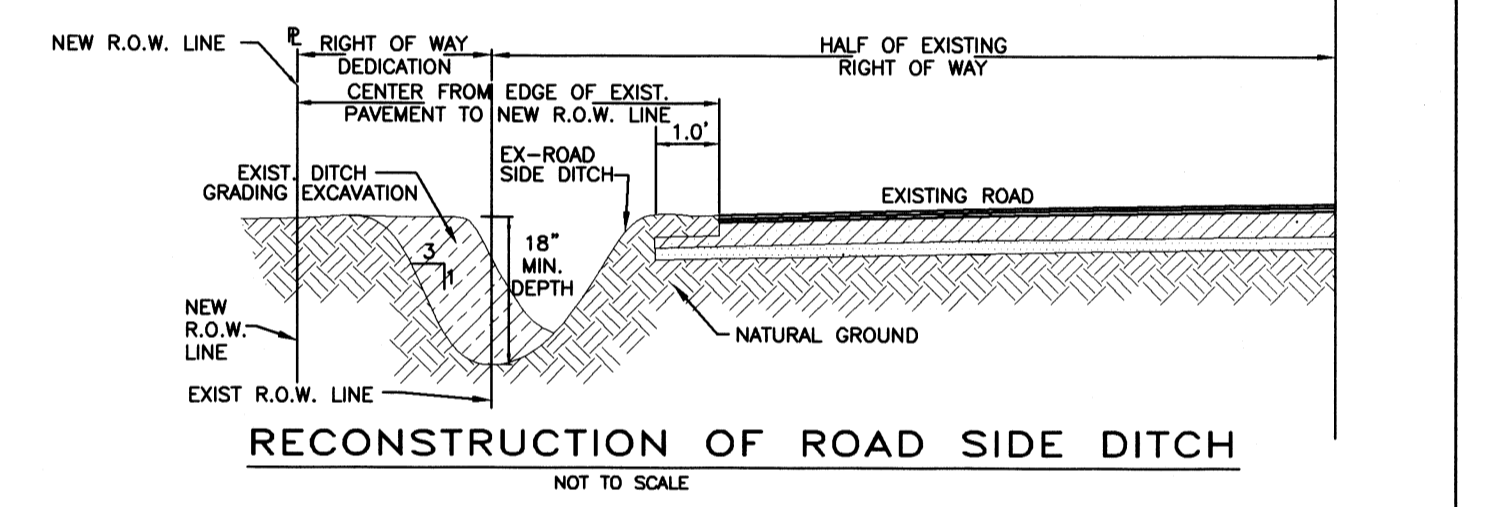 NEW R.O.W. LINE
PL
RIGHT OF WAY
DEDICATION
HALF OF EXISTING
RIGHT OF WAY
CENTER FROM EDGE OF EXIST.
PAVEMENT TO NEW R.O.W. LINE
1.0'
EX-ROAD
SIDE DITCH
EXIST. DITCH
GRADING EXCAVATION
EXISTING ROAD
3
1
18"
MIN.
DEPTH
NEW
R.O.W.
LINE
NATURAL GROUND
EXIST R.O.W. LINE
RECONSTRUCTION OF ROAD SIDE DITCH
NOT TO SCALE